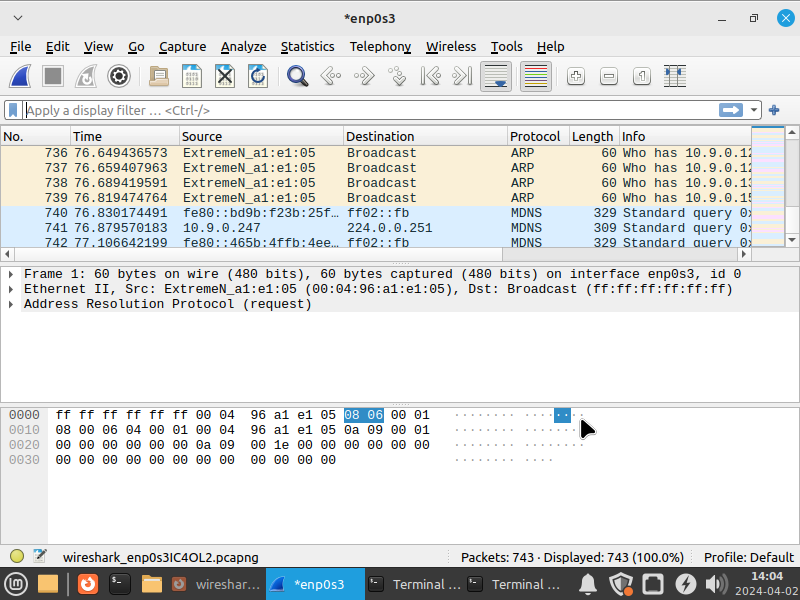 *enp0s3
File Edit View Go Capture Analyze Statistics Telephony Wireless Tools Help
Apply a display filter … <Ctrl-/>
No. Time Source Destination Protocol Length Info
736 76.649436573 ExtremeN_a1:e1:05 Broadcast ARP 60 Who has 10.9.0.12
737 76.659407963 ExtremeN_a1:e1:05 Broadcast ARP 60 Who has 10.9.0.12
738 76.689419591 ExtremeN_a1:e1:05 Broadcast ARP 60 Who has 10.9.0.13
739 76.819474764 ExtremeN_a1:e1:05 Broadcast ARP 60 Who has 10.9.0.15
740 76.830174491 fe80::bd9b:f23b:25f… ff02::fb MDNS 329 Standard query 0x
741 76.879570183 10.9.0.247 224.0.0.251 MDNS 309 Standard query 0x
742 77.106642199 fe80::465b:4ffb:4ee… ff02::fb MDNS 329 Standard query 0x
Frame 1: 60 bytes on wire (480 bits), 60 bytes captured (480 bits) on interface enp0s3, id 0
Ethernet II, Src: ExtremeN_a1:e1:05 (00:04:96:a1:e1:05), Dst: Broadcast (ff:ff:ff:ff:ff:ff)
Address Resolution Protocol (request)
0000 ff ff ff ff ff ff 00 04 96 a1 e1 05 08 06 00 01 ········ ········
0010 08 00 06 04 00 01 00 04 96 a1 e1 05 0a 09 00 01 ········ ········
0020 00 00 00 00 00 00 0a 09 00 1e 00 00 00 00 00 00 ········ ········
0030 00 00 00 00 00 00 00 00 00 00 00 00 ········ ····
wireshark_enp0s3IC4OL2.pcapng Packets: 743 · Displayed: 743 (100.0%) Profile: Default
wireshar… *enp0s3 Terminal … Terminal … 14:04
2024-04-02